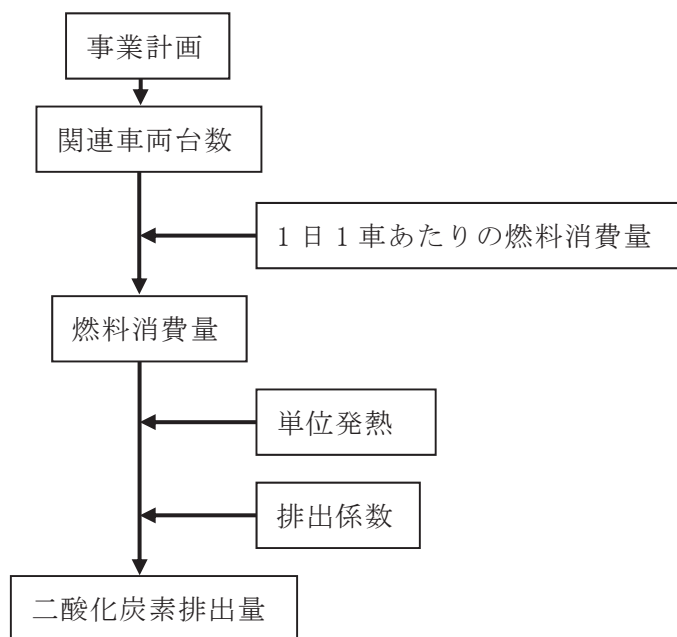 事業計画
関連車両台数
1日1車あたりの燃料消費量
燃料消費量
単位発熱
排出係数
二酸化炭素排出量